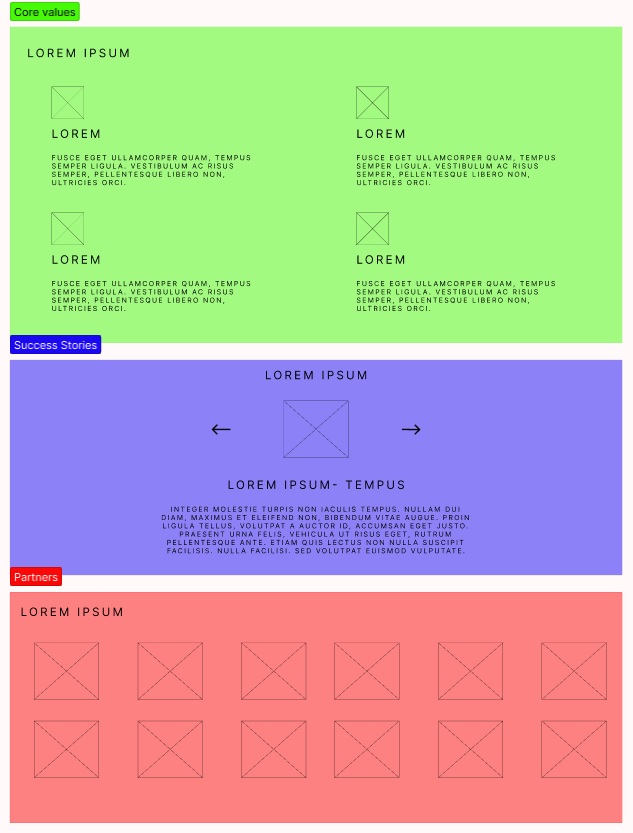 Core values
LOREM IPSUM
LOREM
FUSCE EGET ULLAMCORPER QUAM, TEMPUS
SEMPER LIGULA. VESTIBULUM AC RISUS
SEMPER, PELLENTESQUE LIBERO NON,
ULTRICIES ORCI.
LOREM
FUSCE EGET ULLAMCORPER QUAM, TEMPUS
SEMPER LIGULA. VESTIBULUM AC RISUS
SEMPER, PELLENTESQUE LIBERO NON,
ULTRICIES ORCI.
LOREM
FUSCE EGET ULLAMCORPER QUAM, TEMPUS
SEMPER LIGULA. VESTIBULUM AC RISUS
SEMPER, PELLENTESQUE LIBERO NON,
ULTRICIES ORCI.
LOREM
FUSCE EGET ULLAMCORPER QUAM, TEMPUS
SEMPER LIGULA. VESTIBULUM AC RISUS
SEMPER, PELLENTESQUE LIBERO NON,
ULTRICIES ORCI.
Success Stories
LOREM IPSUM
LOREM IPSUM- TEMPUS
INTEGER MOLESTIE TURPIS NON IACULIS TEMPUS. NULLAM DUI
DIAM, MAXIMUS ET ELEIFEND NON, BIBENDUM VITAE AUGUE. PROIN
LIGULA TELLUS, VOLUTPAT A AUCTOR ID, ACCUMSAN EGET JUSTO.
PRAESENT URNA FELIS, VEHICULA UT RISUS EGET, RUTRUM
PELLENTESQUE ANTE. ETIAM QUIS LECTUS NON NULLA SUSCIPIT
FACILISIS. NULLA FACILISI. SED VOLUTPAT EUISMOD VULPUTATE.
Partners
LOREM IPSUM